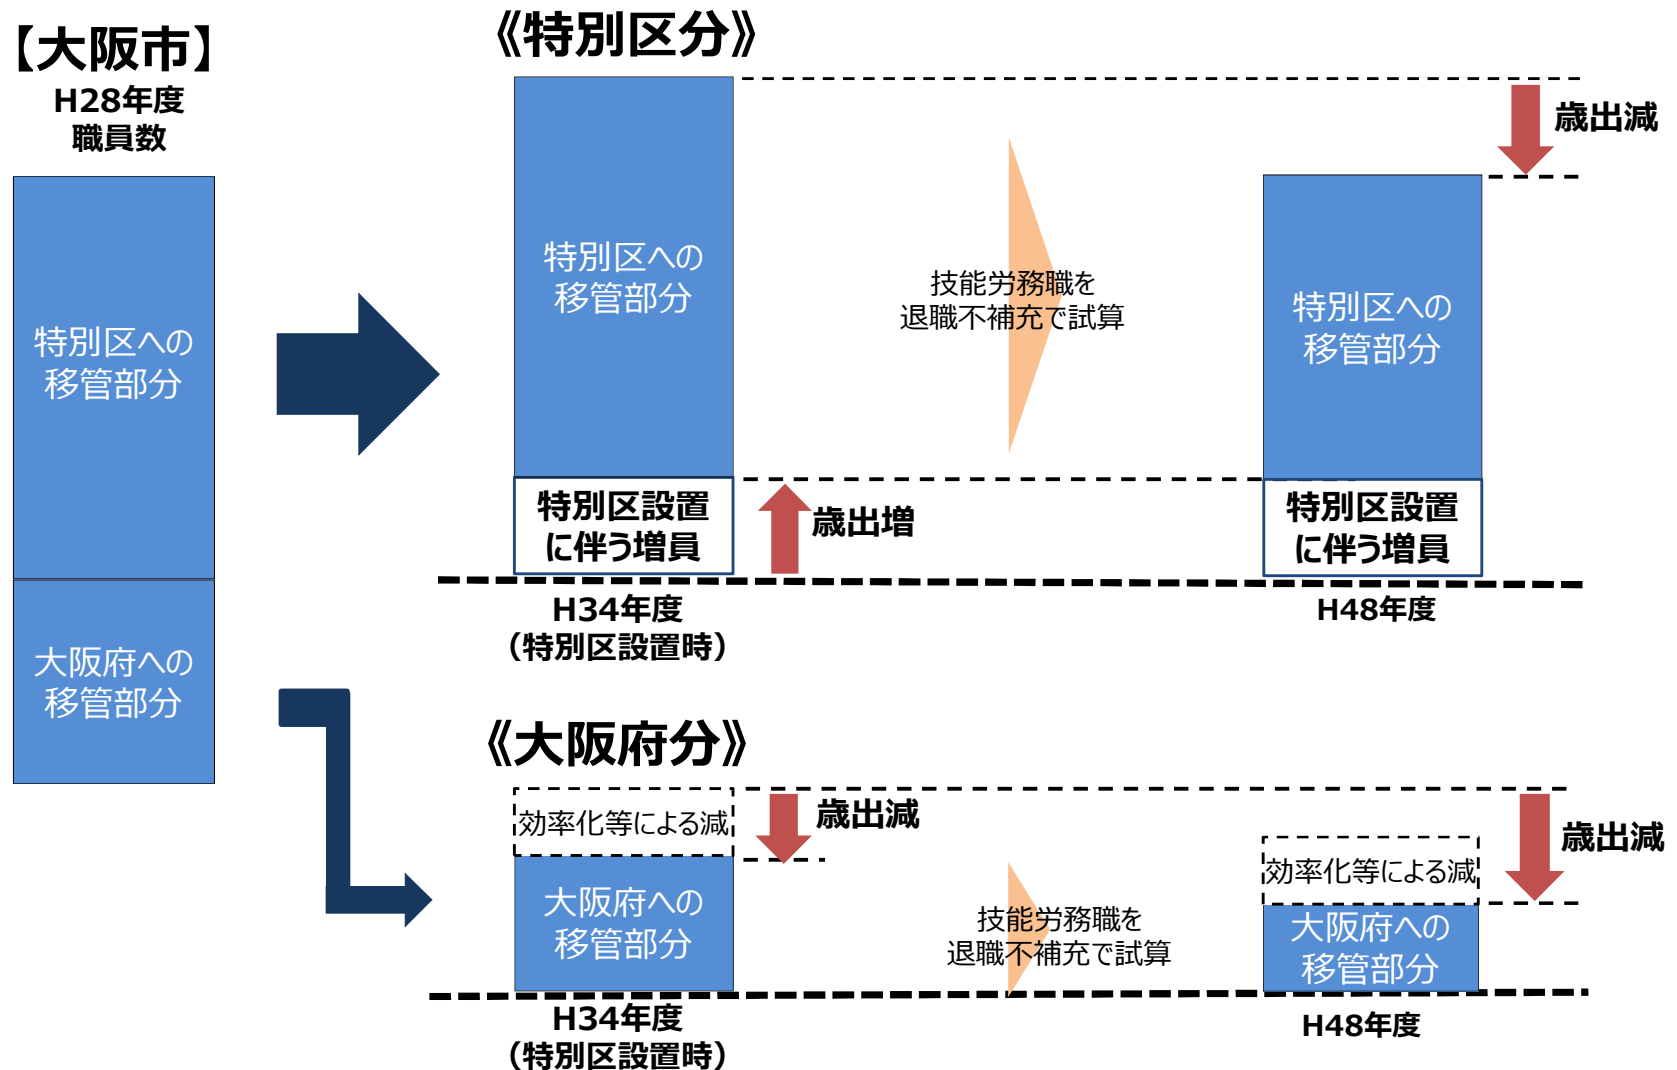 【大阪市】
H28年度
職員数
特別区への
移管部分
大阪府への
移管部分
《特別区分》
特別区への
移管部分
特別区設置
に伴う増員
歳出増
H34年度
（特別区設置時）
技能労務職を
退職不補充で試算
歳出減
特別区への
移管部分
特別区設置
に伴う増員
H48年度
《大阪府分》
効率化等による減
歳出減
大阪府への
移管部分
H34年度
（特別区設置時）
技能労務職を
退職不補充で試算
歳出減
効率化等による減
大阪府への
移管部分
H48年度